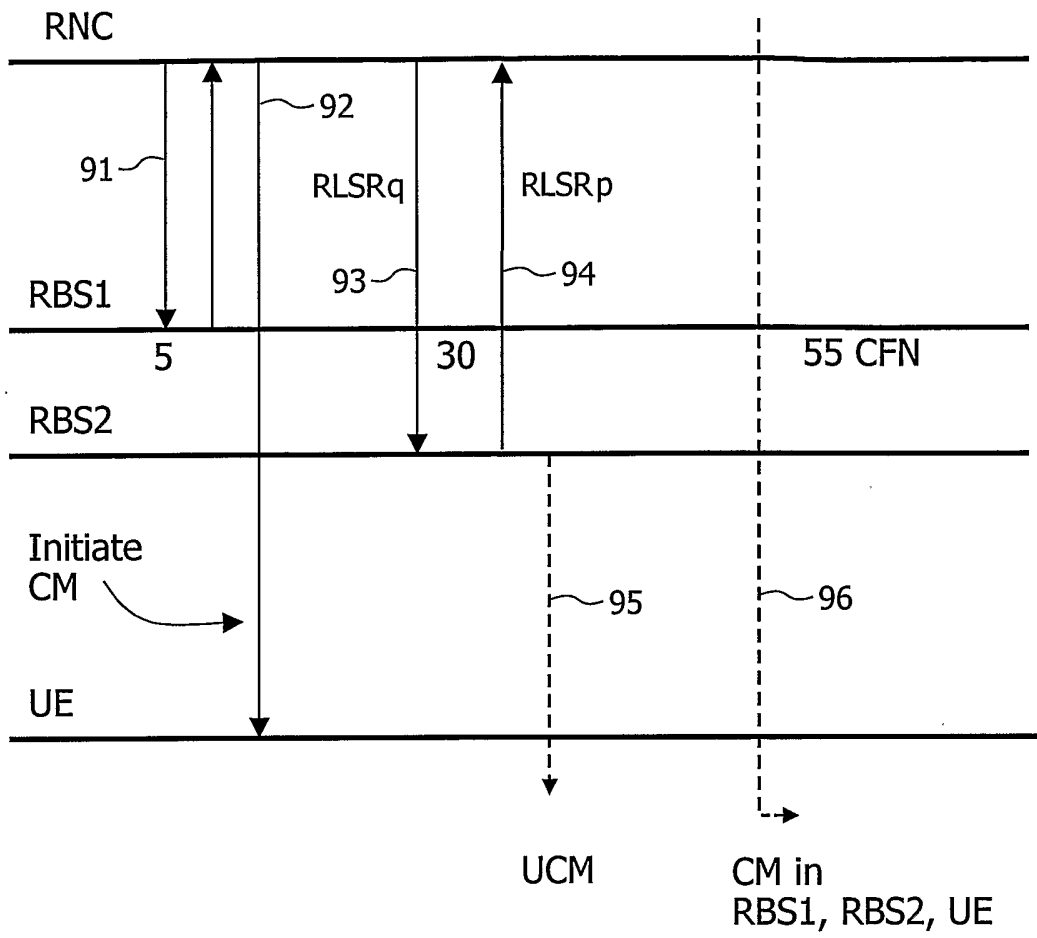 RNC
92
91
RLSRq
RLSRp
93
94
RBS1
5
30
55 CFN
RBS2
Initiate
CM
95
96
UE
UCM
CM in
RBS1, RBS2, UE